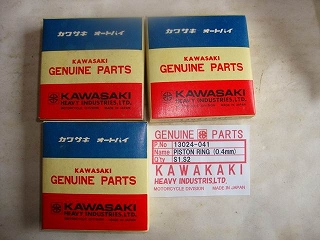 カワサキ オートバイ
KAWASAKI
GENUINE PARTS
KAWASAKI
HEAVY INDUSTRIES, LTD.
カワサキ オートバイ
KAWASAKI
GENUINE PARTS
KAWASAKI
HEAVY INDUSTRIES, LTD.
カワサキ オートバイ
KAWASAKI
GENUINE PARTS
KAWASAKI
HEAVY INDUSTRIES, LTD.
GENUINE PARTS
P.No 13024-041
Name PISTON RING (0.4mm)
Q'ty S1.S2
KAWAKAKI
HEAVY INDUSTRIES, LTD.
MOTORCYCLE DIVISION MADE IN JAPAN